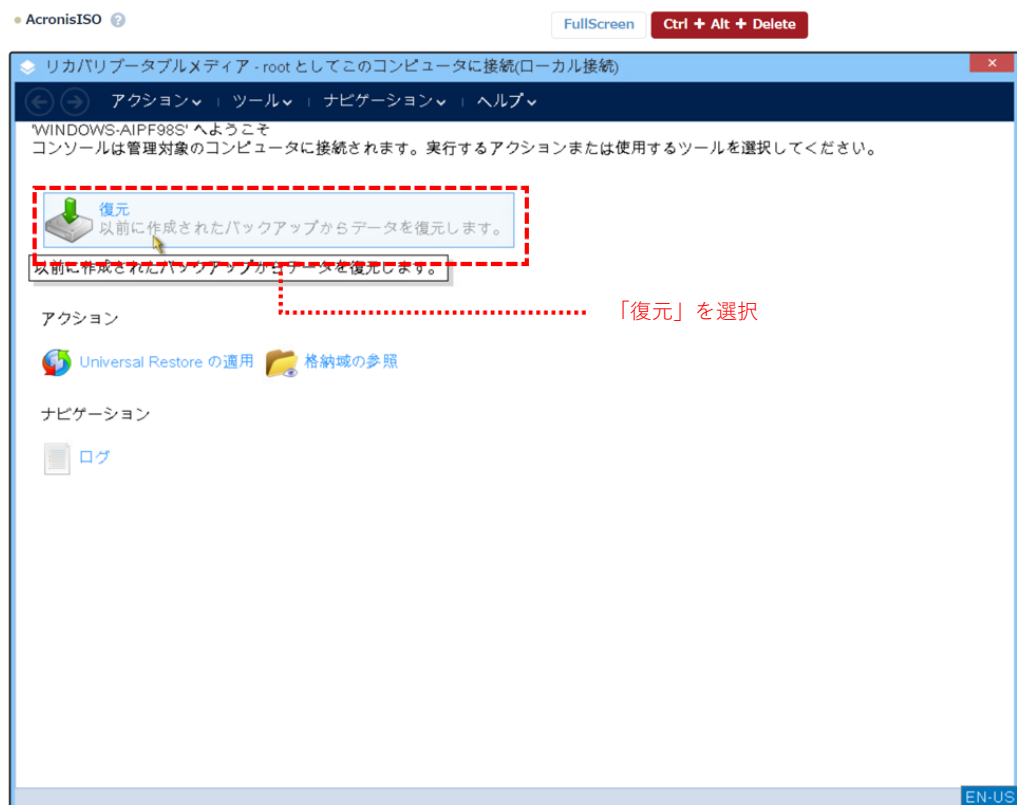 AcronisISO
FullScreen
Ctrl + Alt + Delete
リカバリブータブルメディア - root としてこのコンピュータに接続(ローカル接続)
アクション
ツール
ナビゲーション
ヘルプ
'WINDOWS-AIPF98S' へようこそ
コンソールは管理対象のコンピュータに接続されます。実行するアクションまたは使用するツールを選択してください。
復元
以前に作成されたバックアップからデータを復元します。
以前に作成されたバックアップからデータを復元します。
「復元」を選択
アクション
Universal Restore の適用
格納域の参照
ナビゲーション
ログ
EN-US